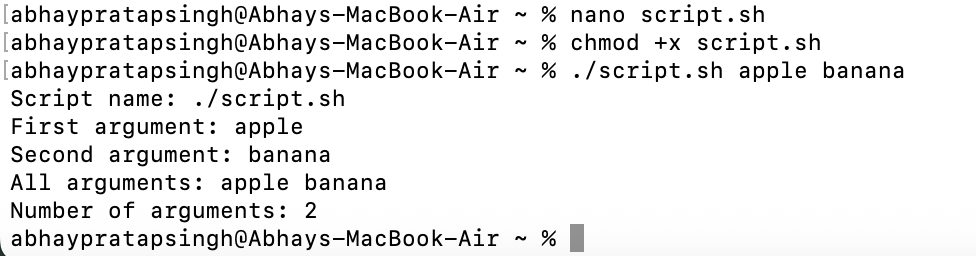 [abhaypratapsingh@Abhays-MacBook-Air ~ % nano script.sh
[abhaypratapsingh@Abhays-MacBook-Air ~ % chmod +x script.sh
[abhaypratapsingh@Abhays-MacBook-Air ~ % ./script.sh apple banana
Script name: ./script.sh
First argument: apple
Second argument: banana
All arguments: apple banana
Number of arguments: 2
abhaypratapsingh@Abhays-MacBook-Air ~ %